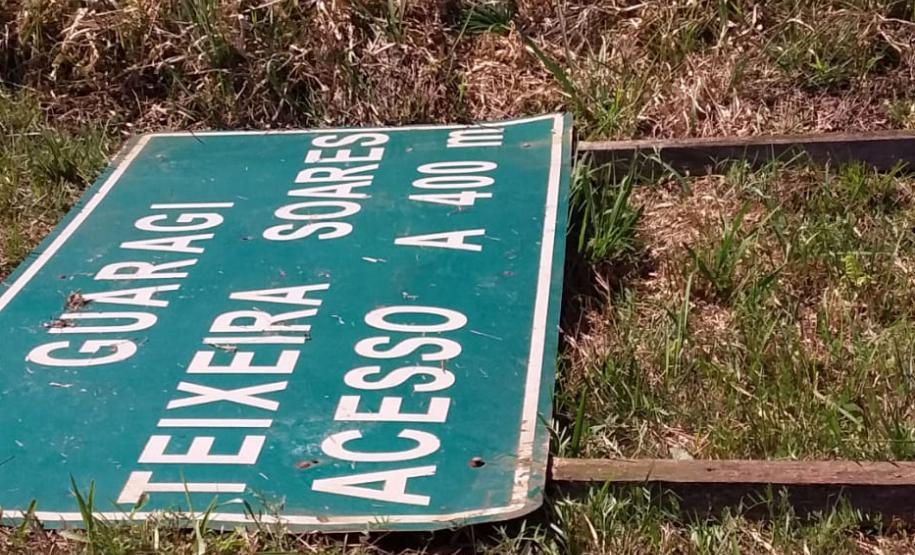 GUARAGI
TEIXEIRA SOARES
ACESSO A 400 m